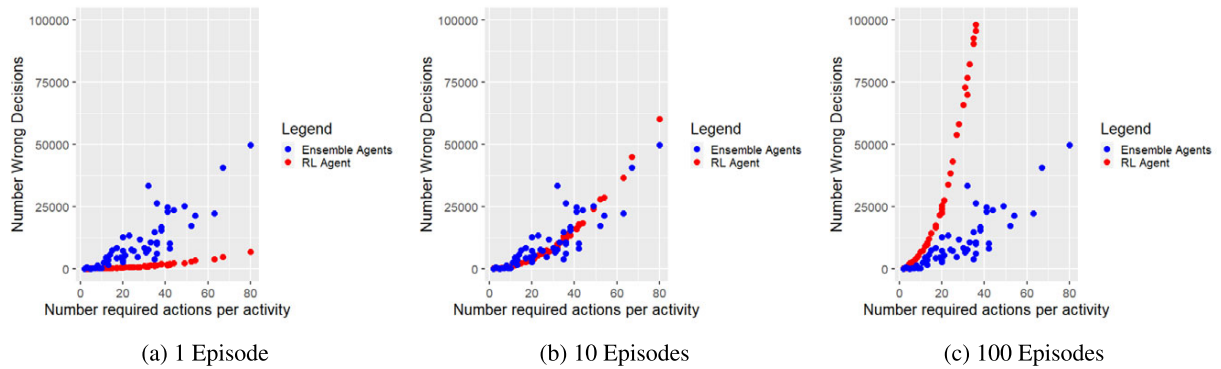 100000
75000
50000
25000
0
Number Wrong Decisions
0 20 40 60 80
Number required actions per activity
Legend
Ensemble Agents
RL Agent
(a) 1 Episode
100000
75000
50000
25000
0
Number Wrong Decisions
0 20 40 60 80
Number required actions per activity
Legend
Ensemble Agents
RL Agent
(b) 10 Episodes
100000
75000
50000
25000
0
Number Wrong Decisions
0 20 40 60 80
Number required actions per activity
Legend
Ensemble Agents
RL Agent
(c) 100 Episodes